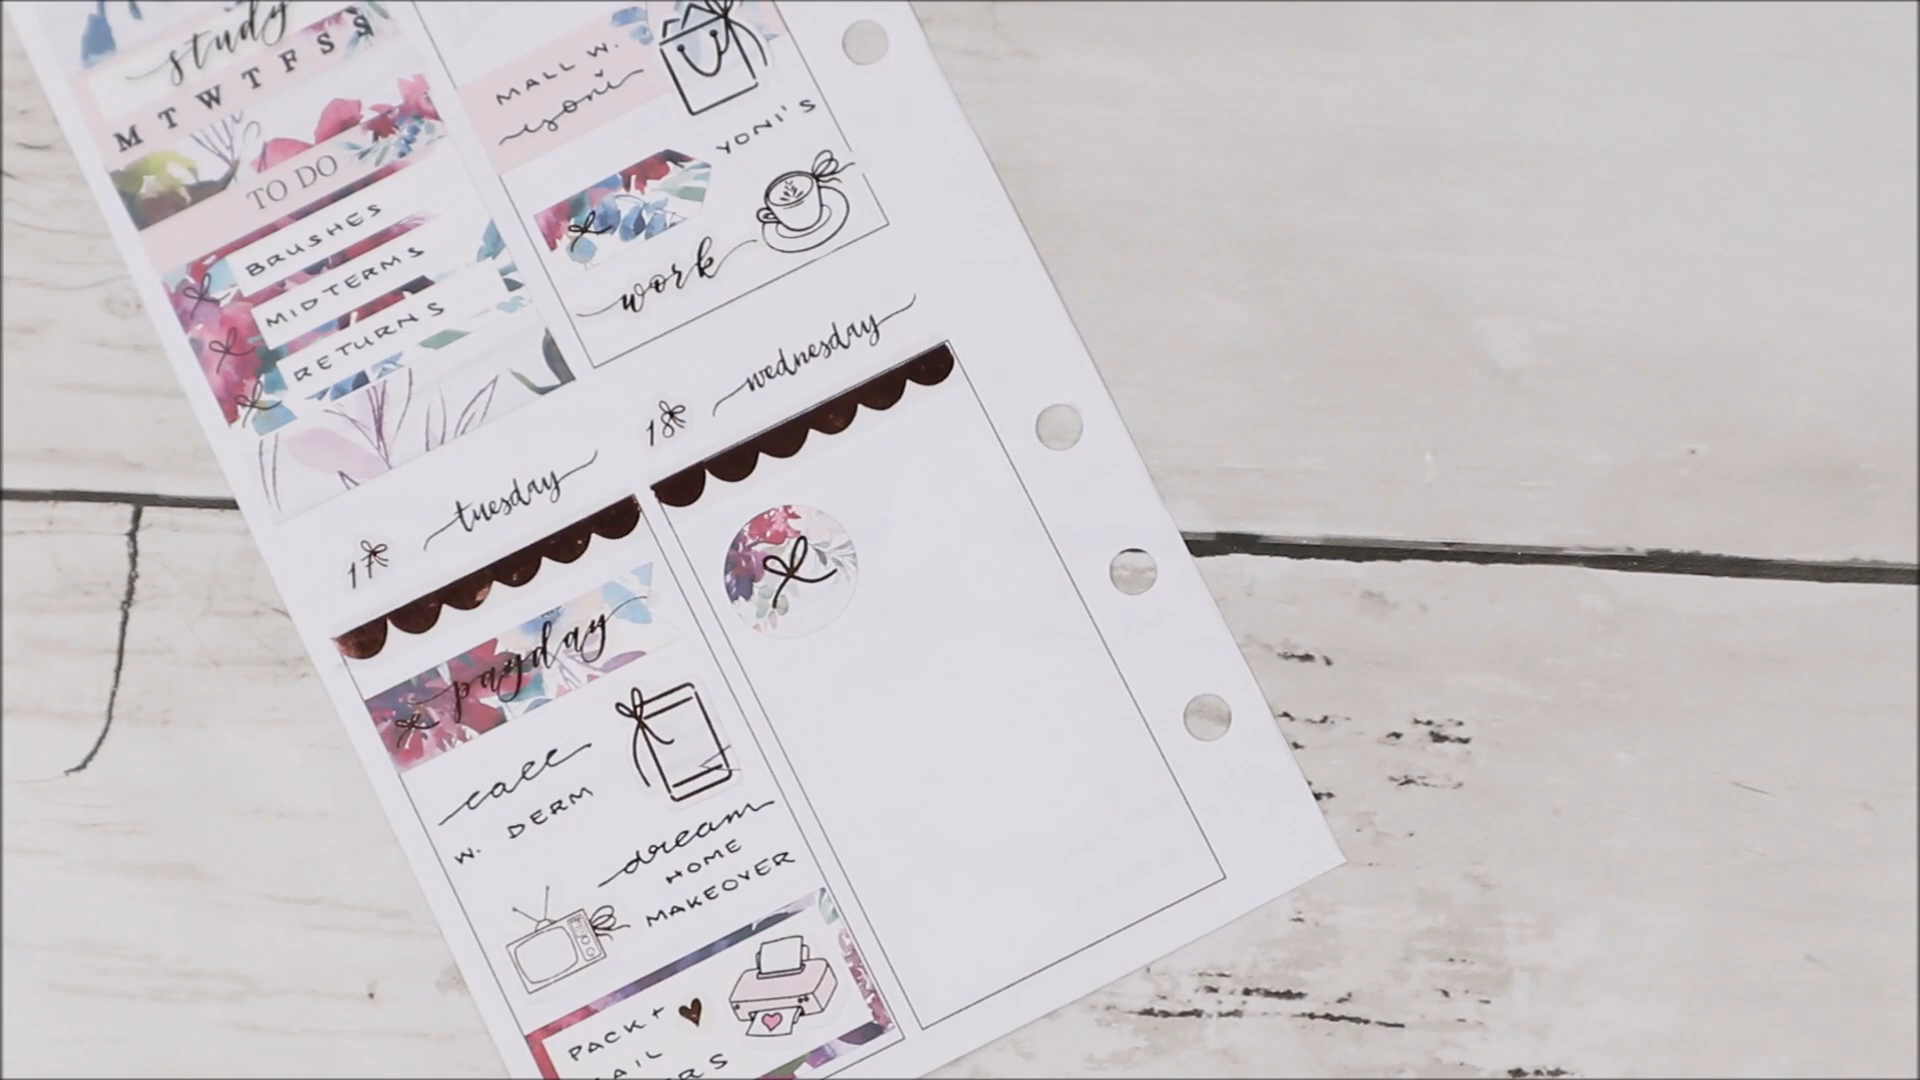 study
M T W T F S S
TO DO
BRUSHES
MIDTERMS
RETURNS
MALL W.
YONI'S
work
17 tuesday
payday
call
W. DERM
dream
HOME
MAKEOVER
PACK +
18 wednesday